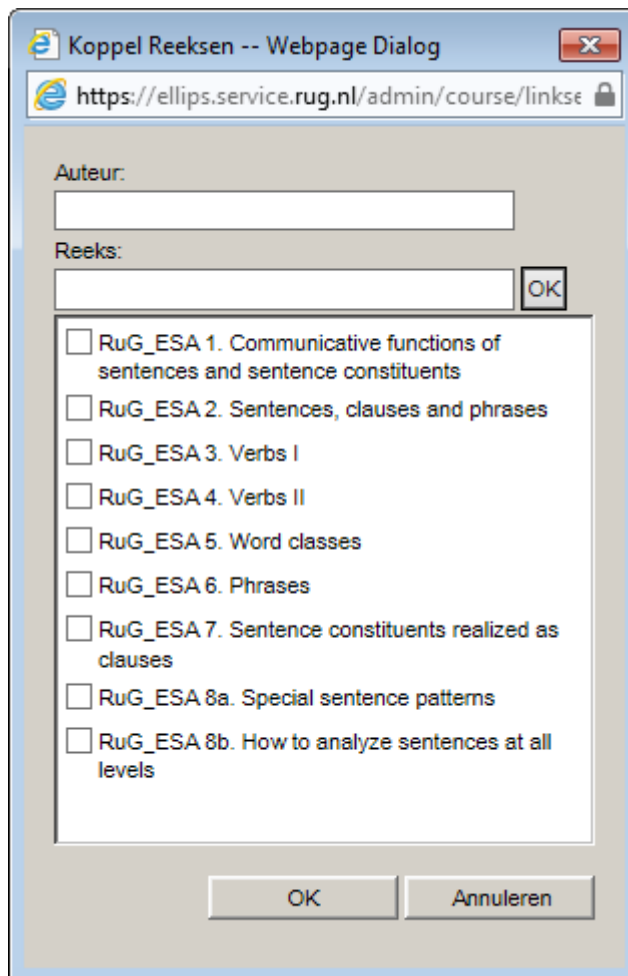 Koppel Reeksen -- Webpage Dialog
https://ellips.service.rug.nl/admin/course/linkse
Auteur:
Reeks:
OK
RuG_ESA 1. Communicative functions of
sentences and sentence constituents
RuG_ESA 2. Sentences, clauses and phrases
RuG_ESA 3. Verbs I
RuG_ESA 4. Verbs II
RuG_ESA 5. Word classes
RuG_ESA 6. Phrases
RuG_ESA 7. Sentence constituents realized as
clauses
RuG_ESA 8a. Special sentence patterns
RuG_ESA 8b. How to analyze sentences at all
levels
OK Annuleren